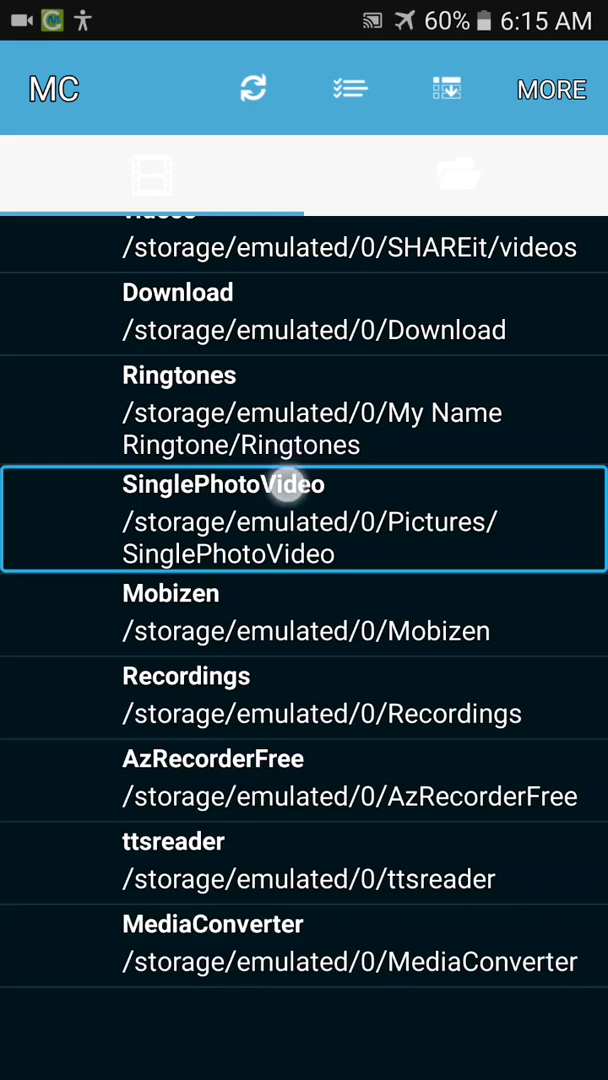 60% 6:15 AM
MC MORE
videos
/storage/emulated/0/SHAREit/videos
Download
/storage/emulated/0/Download
Ringtones
/storage/emulated/0/My Name
Ringtone/Ringtones
SinglePhotoVideo
/storage/emulated/0/Pictures/
SinglePhotoVideo
Mobizen
/storage/emulated/0/Mobizen
Recordings
/storage/emulated/0/Recordings
AzRecorderFree
/storage/emulated/0/AzRecorderFree
ttsreader
/storage/emulated/0/ttsreader
MediaConverter
/storage/emulated/0/MediaConverter